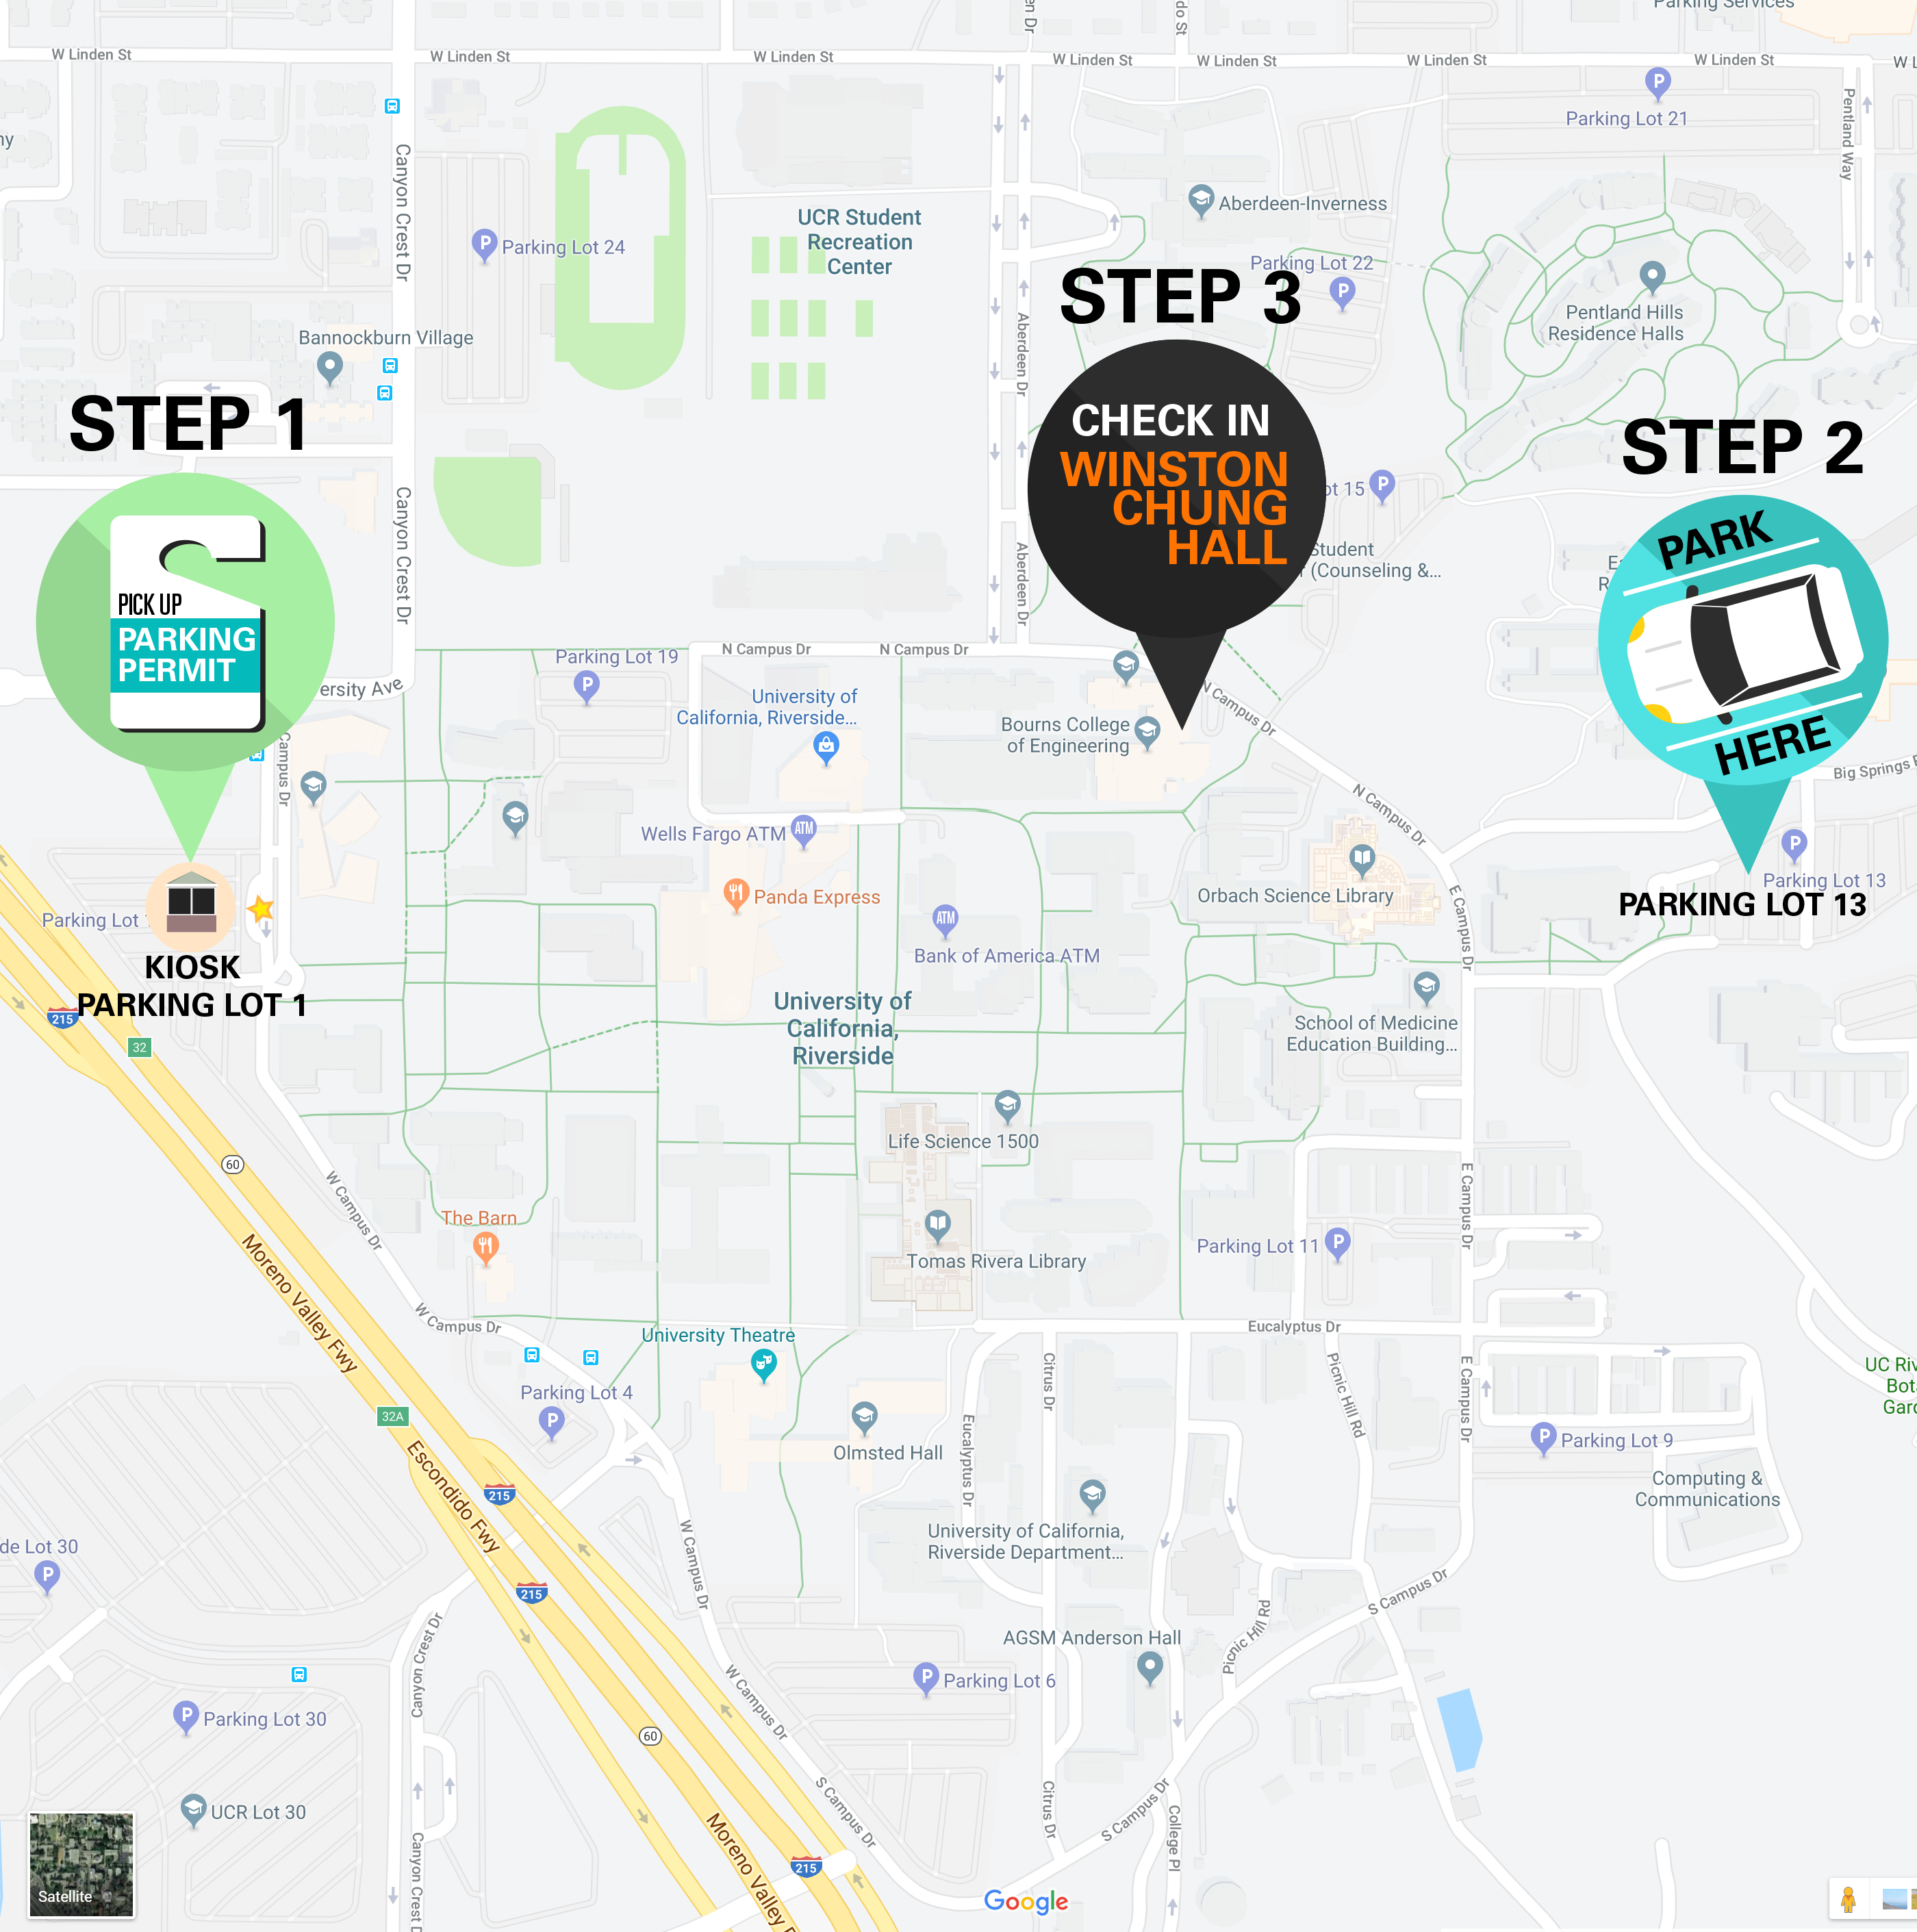 Parking Services
W Linden St
W Linden St
W Linden St
W Linden St
W Linden St
W Linden St
W Linden St
Parking Lot 21
Pentland Way
Canyon Crest Dr
Parking Lot 24
UCR Student
Recreation
Center
Aberdeen-Inverness
Parking Lot 22
Pentland Hills
Residence Halls
Bannockburn Village
Aberdeen Dr
STEP 3
CHECK IN
WINSTON
CHUNG
HALL
STEP 1
PICK UP
PARKING
PERMIT
STEP 2
PARK
HERE
ot 15
Student
(Counseling &...
Canyon Crest Dr
Aberdeen Dr
N Campus Dr
N Campus Dr
Parking Lot 19
ersity Ave
University of
California, Riverside...
Bourns College
of Engineering
N Campus Dr
Big Springs
Campus Dr
N Campus Dr
Wells Fargo ATM
ATM
Panda Express
Orbach Science Library
Parking Lot 13
PARKING LOT 13
Parking Lot
ATM
Bank of America ATM
E Campus Dr
KIOSK
PARKING LOT 1
215
32
University of
California,
Riverside
School of Medicine
Education Building...
Life Science 1500
60
W Campus Dr
E Campus Dr
The Barn
Tomas Rivera Library
Parking Lot 11
Moreno Valley Fwy
W Campus Dr
University Theatre
Eucalyptus Dr
Citrus Dr
Picnic Hill Rd
E Campus Dr
UC Riv
Bot
Gard
Parking Lot 4
32A
Olmsted Hall
Eucalyptus Dr
Parking Lot 9
Escondido Fwy
215
Computing &
Communications
University of California,
Riverside Department...
W Campus Dr
de Lot 30
215
S Campus Dr
Canyon Crest Dr
AGSM Anderson Hall
Picnic Hill Rd
Parking Lot 6
W Campus Dr
Parking Lot 30
60
UCR Lot 30
S Campus Dr
Citrus Dr
S Campus Dr
College Pl
Moreno Valley F
215
Canyon Crest D
Satellite
Google